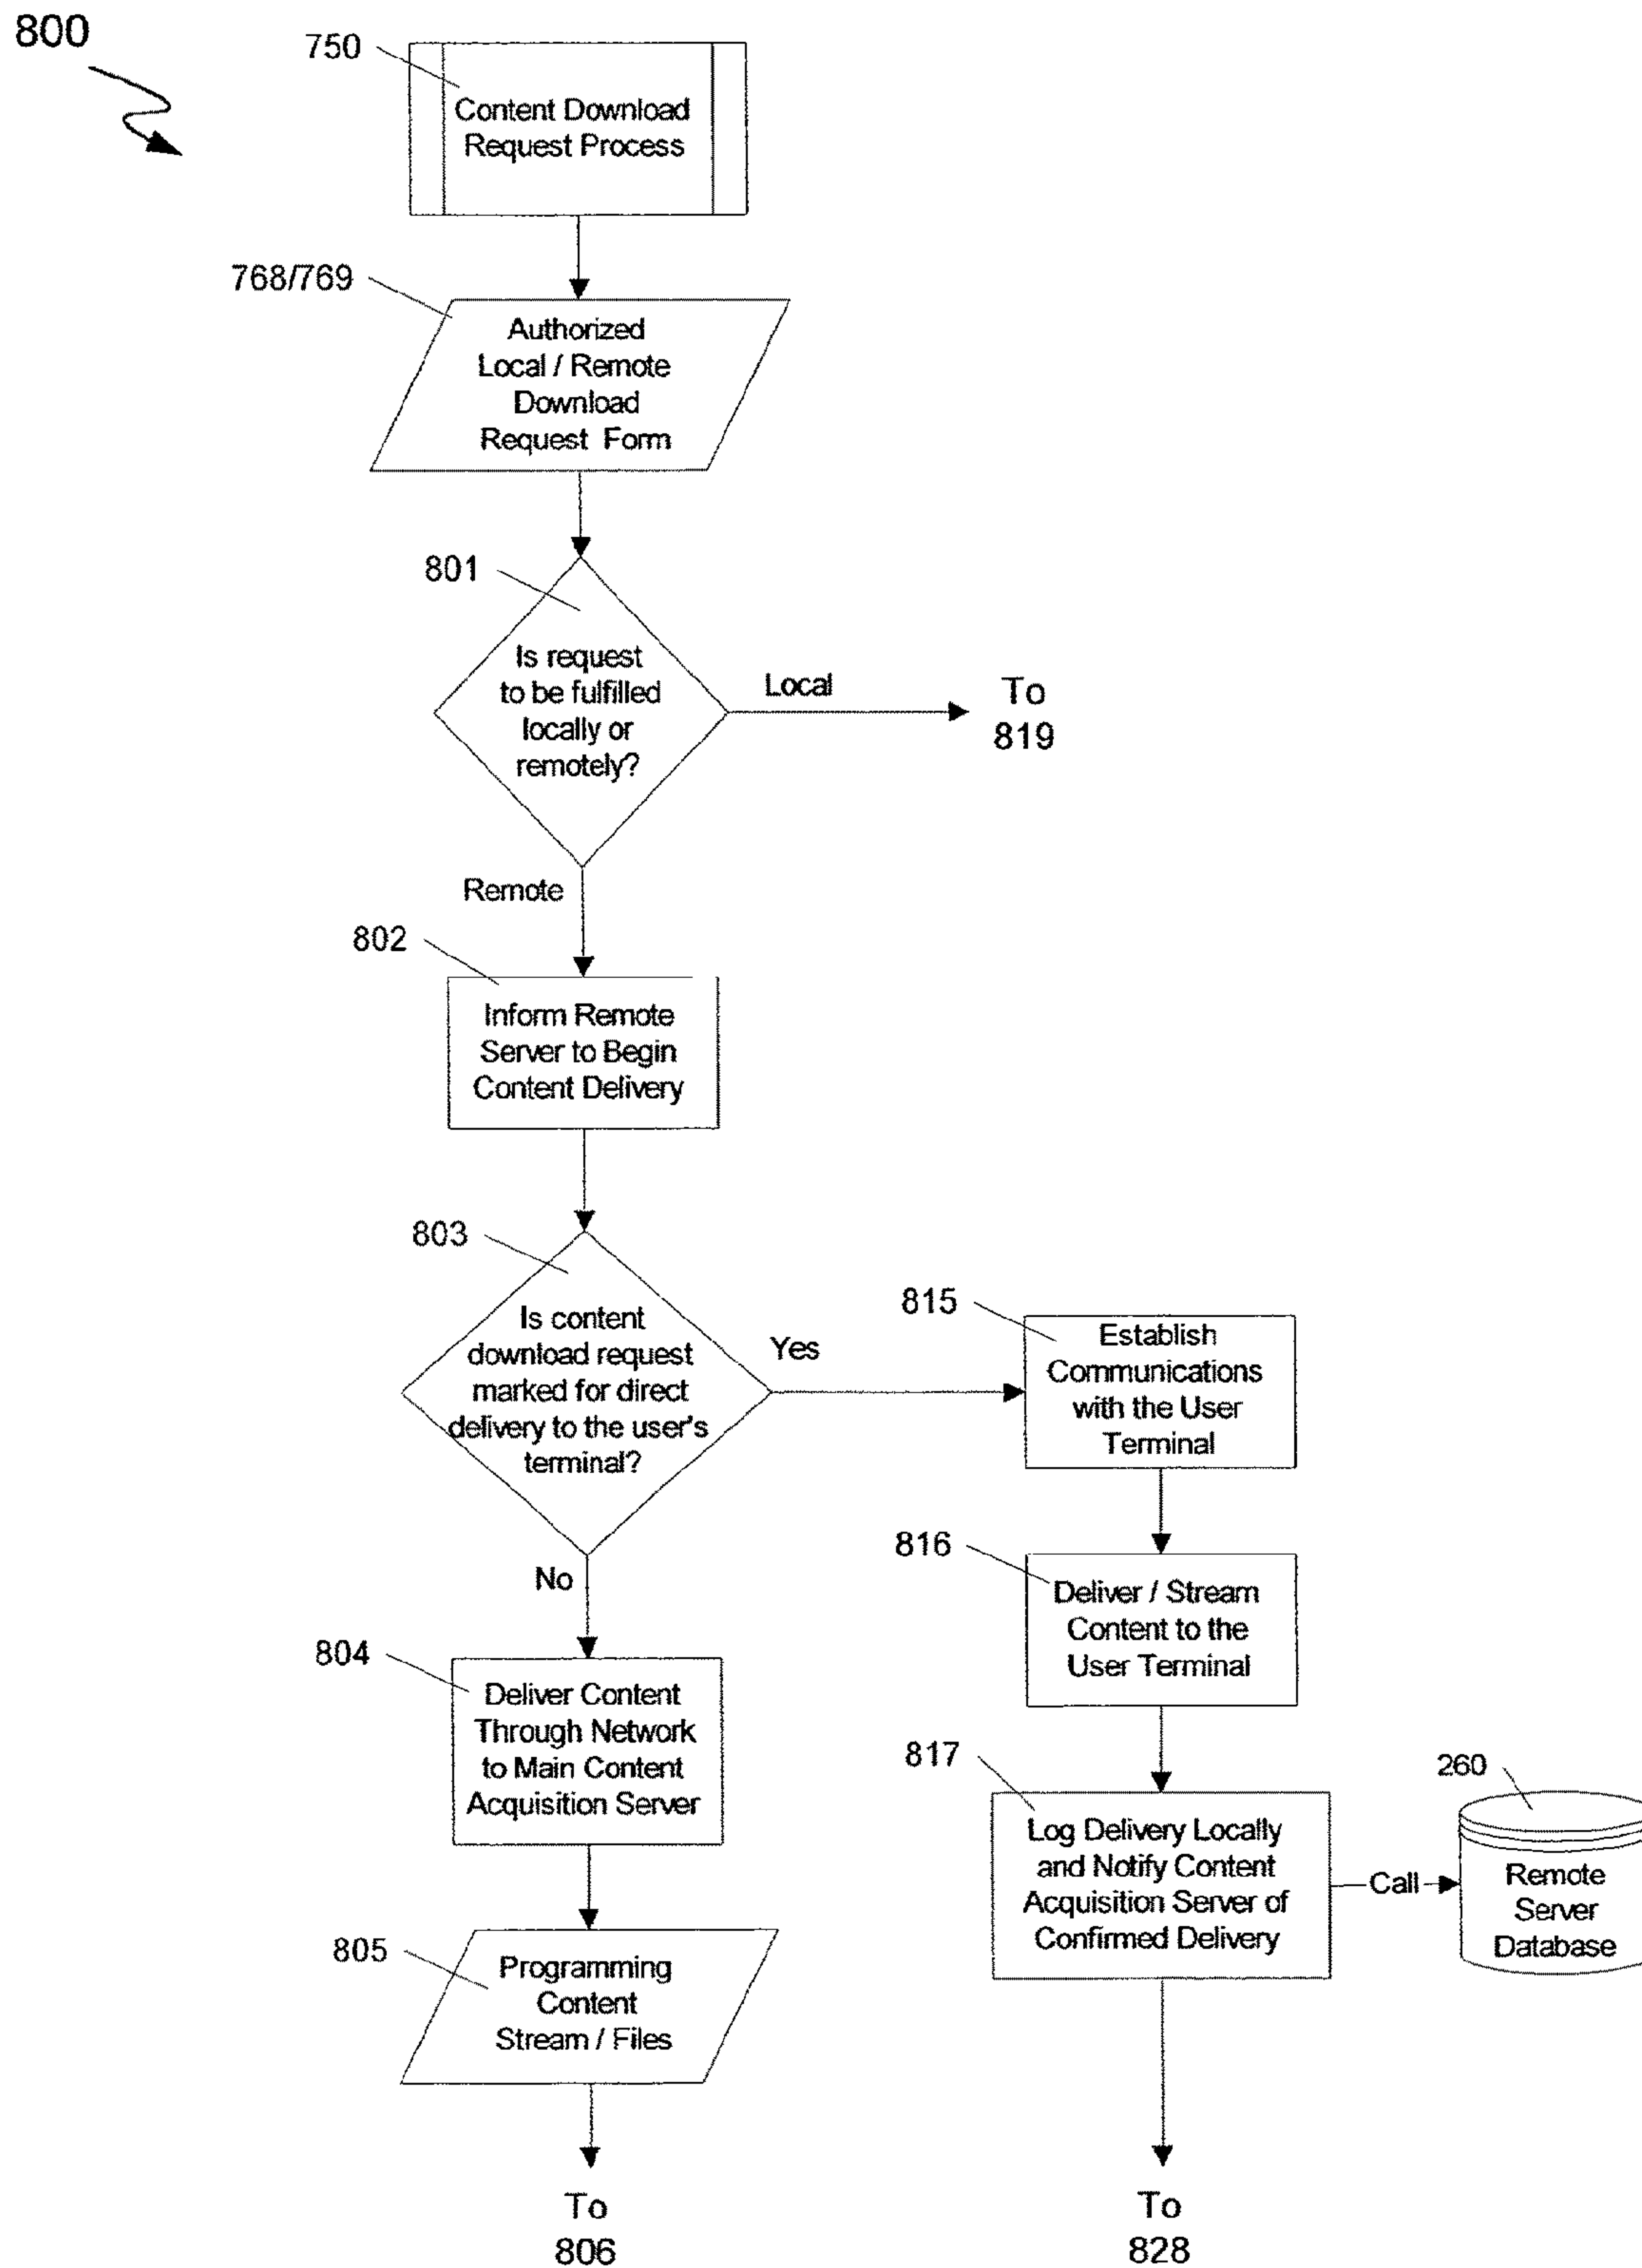 800
750
Content Download
Request Process
768/769
Authorized
Local / Remote
Download
Request Form
801
Is request
to be fulfilled
locally or
remotely?
Local
To
819
Remote
802
Inform Remote
Server to Begin
Content Delivery
803
Is content
download request
marked for direct
delivery to the user's
terminal?
Yes
815
Establish
Communications
with the User
Terminal
No
816
Deliver / Stream
Content to the
User Terminal
804
Deliver Content
Through Network
to Main Content
Acquisition Server
817
Log Delivery Locally
and Notify Content
Acquisition Server of
Confirmed Delivery
Call
260
Remote
Server
Database
805
Programming
Content
Stream / Files
To
806
To
828